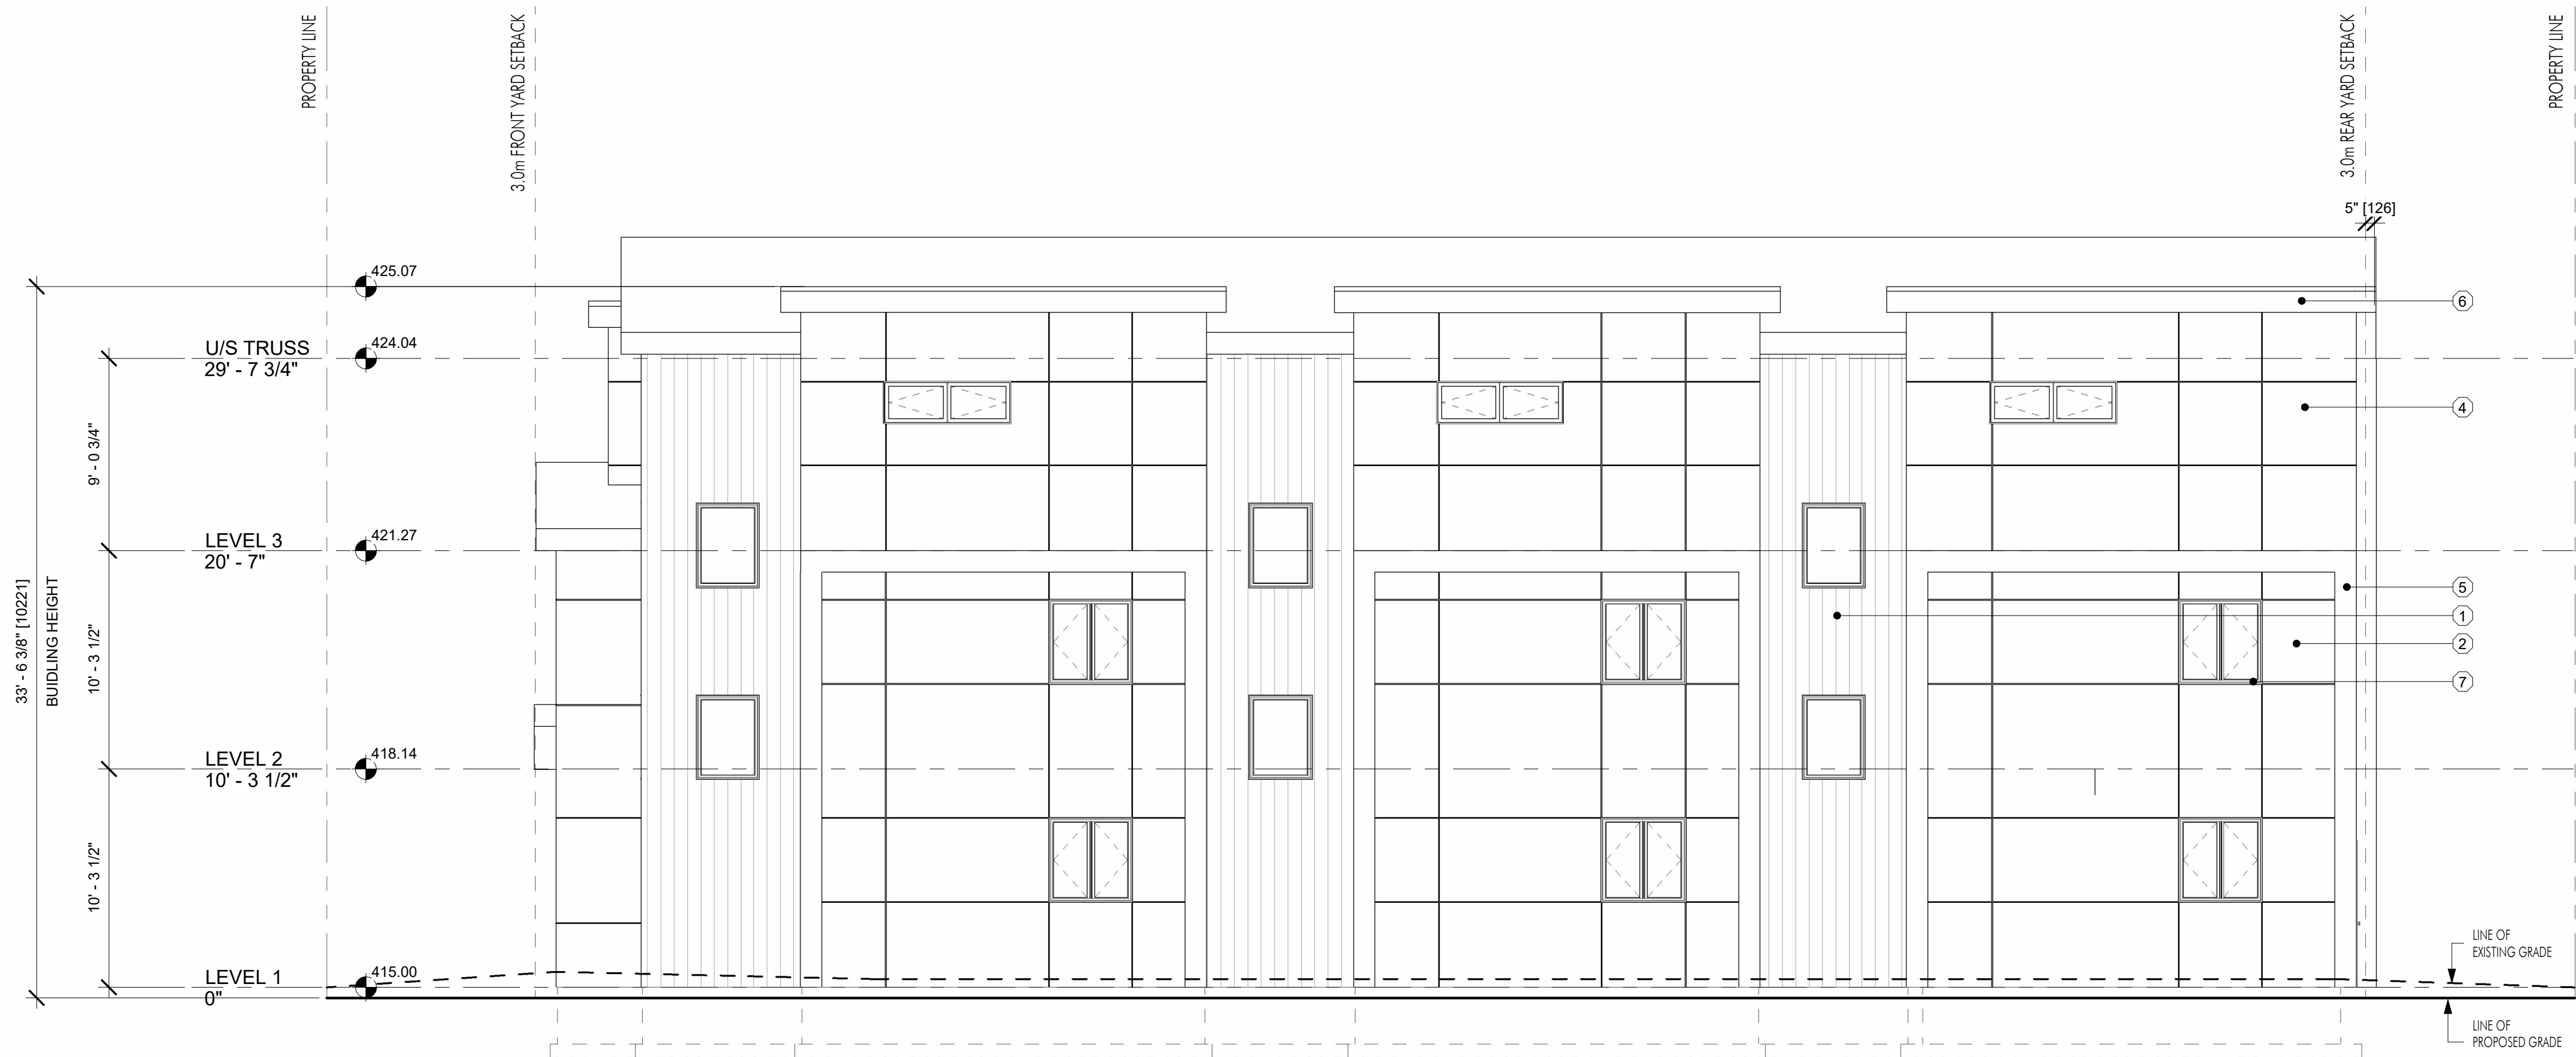 PROPERTY LINE
3.0m FRONT YARD SETBACK
3.0m REAR YARD SETBACK
PROPERTY LINE
5" [126]
425.07
6
U/S TRUSS
29' - 7 3/4"
424.04
4
9' - 0 3/4"
LEVEL 3
20' - 7"
421.27
33' - 6 3/8" [10221]
BUIDLING HEIGHT
10' - 3 1/2"
5
1
2
7
LEVEL 2
10' - 3 1/2"
418.14
10' - 3 1/2"
LINE OF
EXISTING GRADE
LEVEL 1
0"
415.00
LINE OF
PROPOSED GRADE